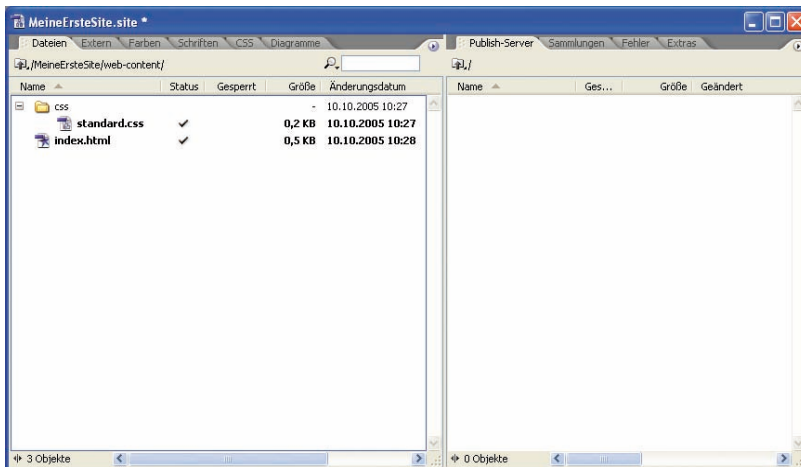 MeineErsteSite.site *
Dateien Extern Farben Schriften CSS Diagramme
./MeineErsteSite/web-content/
Name Status Gesperrt Größe Änderungsdatum
css - 10.10.2005 10:27
standard.css 0,2 KB 10.10.2005 10:27
index.html 0,5 KB 10.10.2005 10:28
3 Objekte
Publish-Server Sammlungen Fehler Extras
./
Name Ges... Größe Geändert
0 Objekte